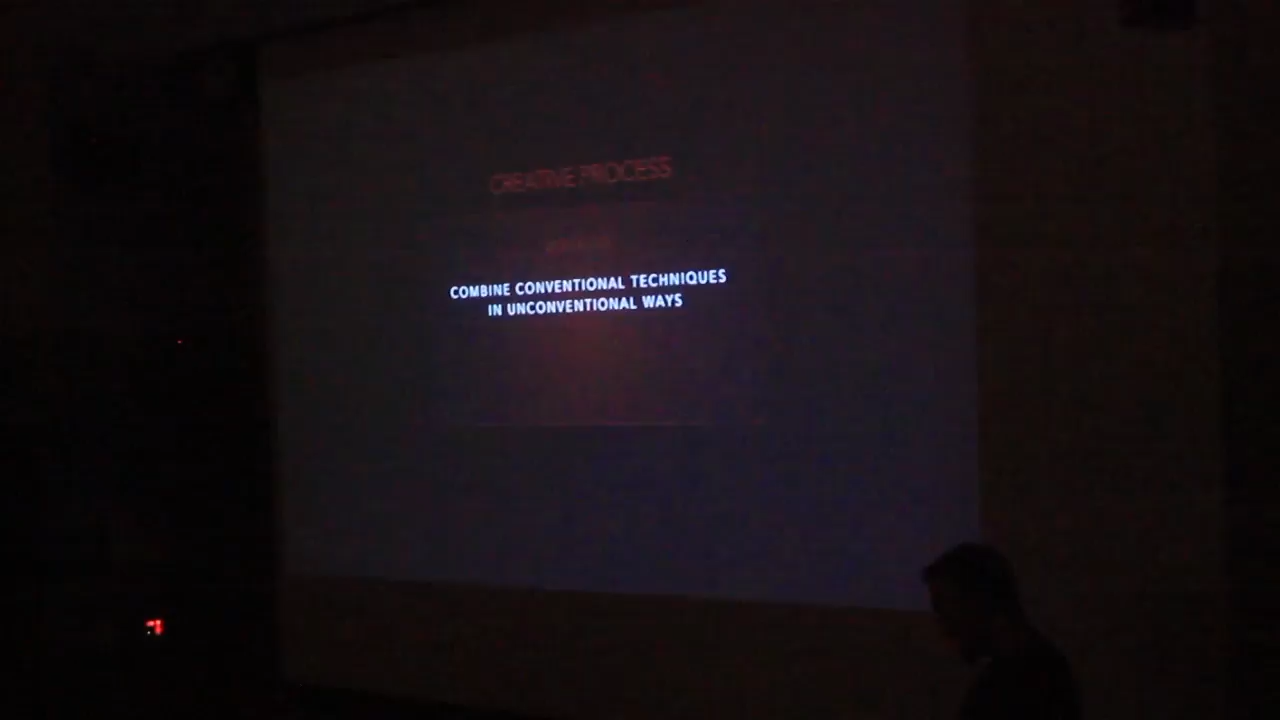 CREATIVE PROCESS
COMBINE CONVENTIONAL TECHNIQUES
IN UNCONVENTIONAL WAYS